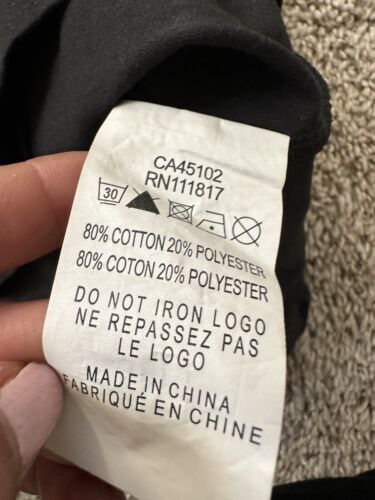 CA45102
RN111817
30
80% COTTON 20% POLYESTER
80% COTON 20% POLYESTER
DO NOT IRON LOGO
NE REPASSEZ PAS
LE LOGO
MADE IN CHINA
FABRIQUÉ EN CHINE